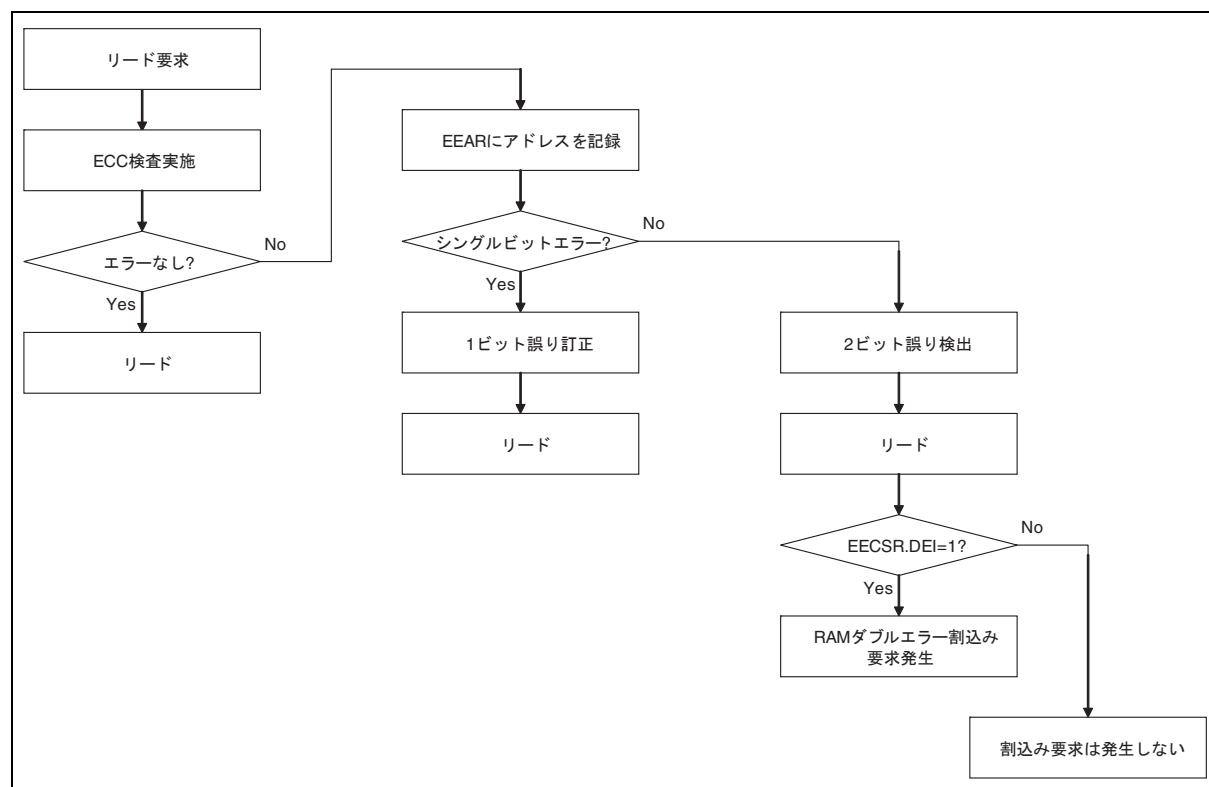 リード要求
ECC検査実施
エラーなし?
No
Yes
リード
EEARにアドレスを記録
シングルビットエラー?
No
Yes
1ビット誤り訂正
リード
2ビット誤り検出
リード
EECSR.DEI=1?
No
Yes
RAMダブルエラー割込み
要求発生
割込み要求は発生しない